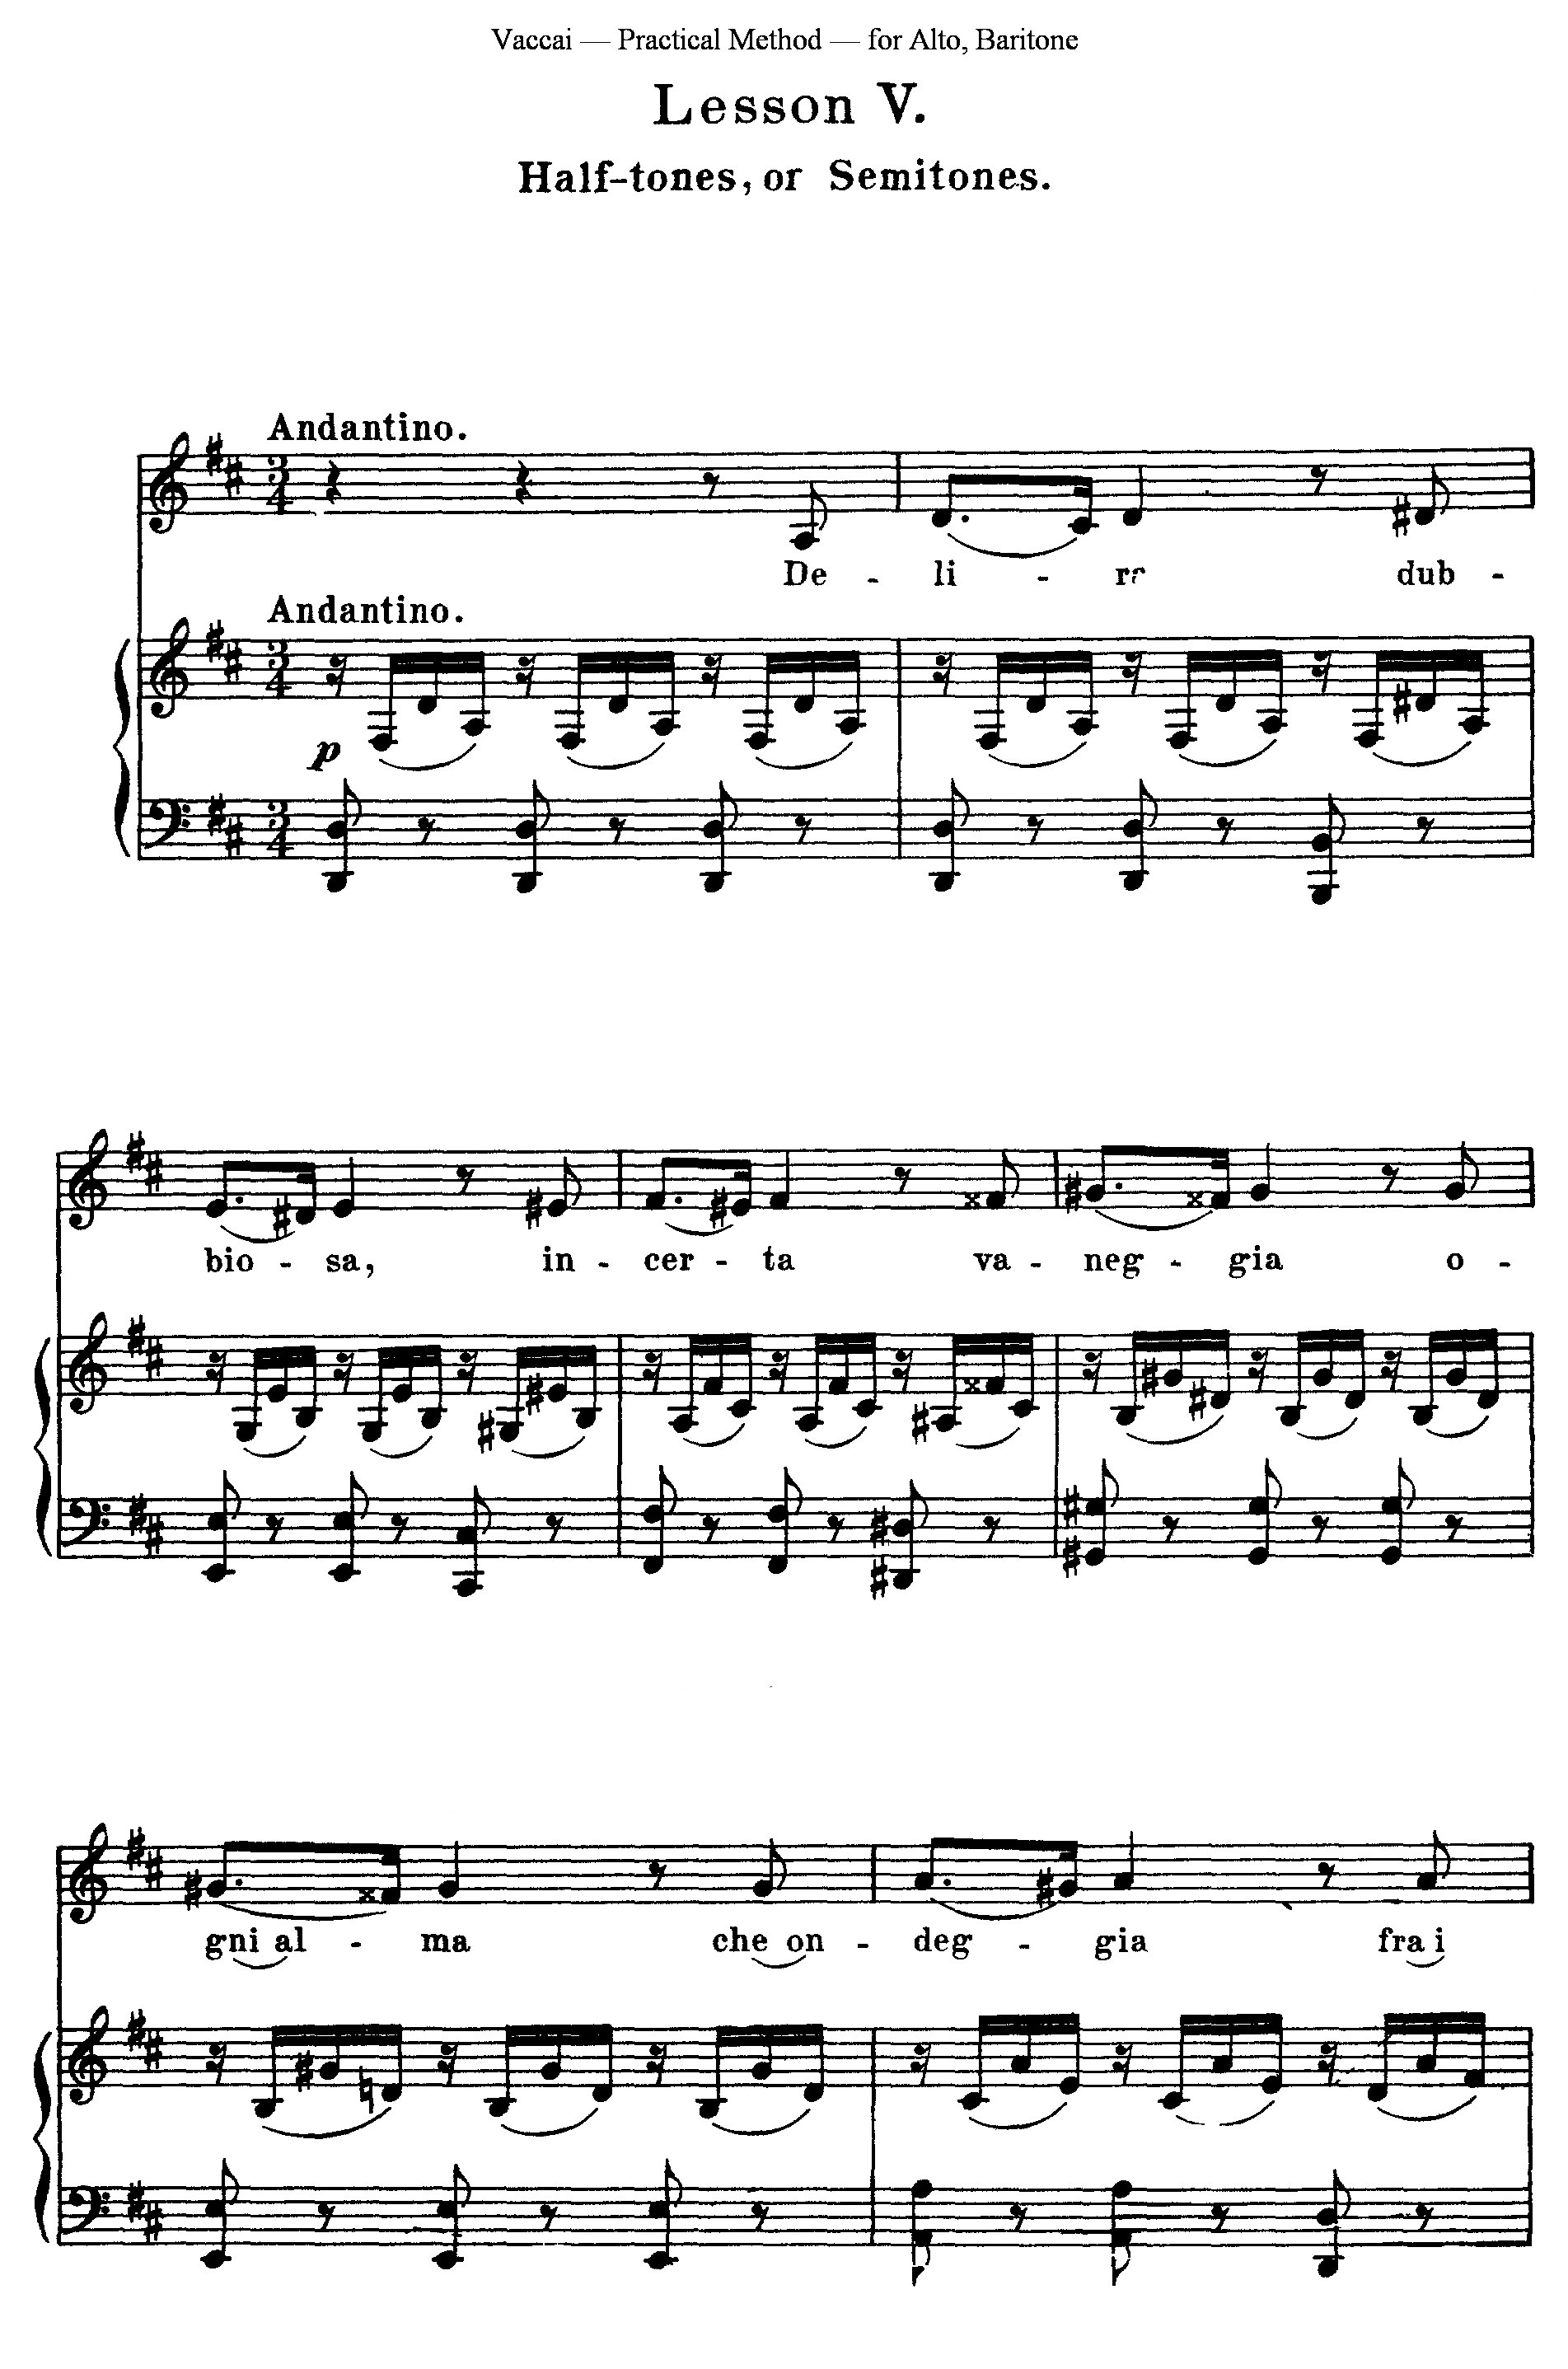 Vaccai — Practical Method — for Alto, Baritone
Lesson V.
Half-tones, or Semitones.
Andantino.
De - li - ra dub -
Andantino.
p
bio - sa, in - cer - ta va - neg - gia o -
gni al - ma che on - deg - gia fra i